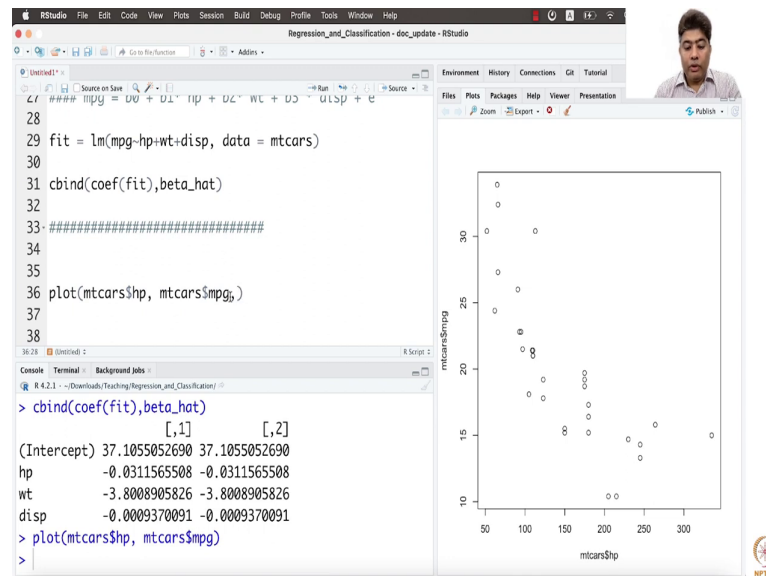 RStudio File Edit Code View Plots Session Build Debug Profile Tools Window Help
Regression_and_Classification - doc_update - RStudio
Go to file/function Addins
Untitled1*
Source on Save Run Source
27 #### mpg = b0 + b1* hp + b2* wt + b3 * disp + e
28
29 fit = lm(mpg~hp+wt+disp, data = mtcars)
30
31 cbind(coef(fit),beta_hat)
32
33 ##############################
34
35
36 plot(mtcars$hp, mtcars$mpg,)
37
38
36:28 (Untitled) R Script
Console Terminal Background Jobs
R 4.2.1 · ~/Downloads/Teaching/Regression_and_Classification/
> cbind(coef(fit),beta_hat)
[,1] [,2]
(Intercept) 37.1055052690 37.1055052690
hp -0.0311565508 -0.0311565508
wt -3.8008905826 -3.8008905826
disp -0.0009370091 -0.0009370091
> plot(mtcars$hp, mtcars$mpg)
>
Environment History Connections Git Tutorial
Files Plots Packages Help Viewer Presentation
Zoom Export Publish
mtcars$mpg
30
25
20
15
10
50 100 150 200 250 300
mtcars$hp
NPT